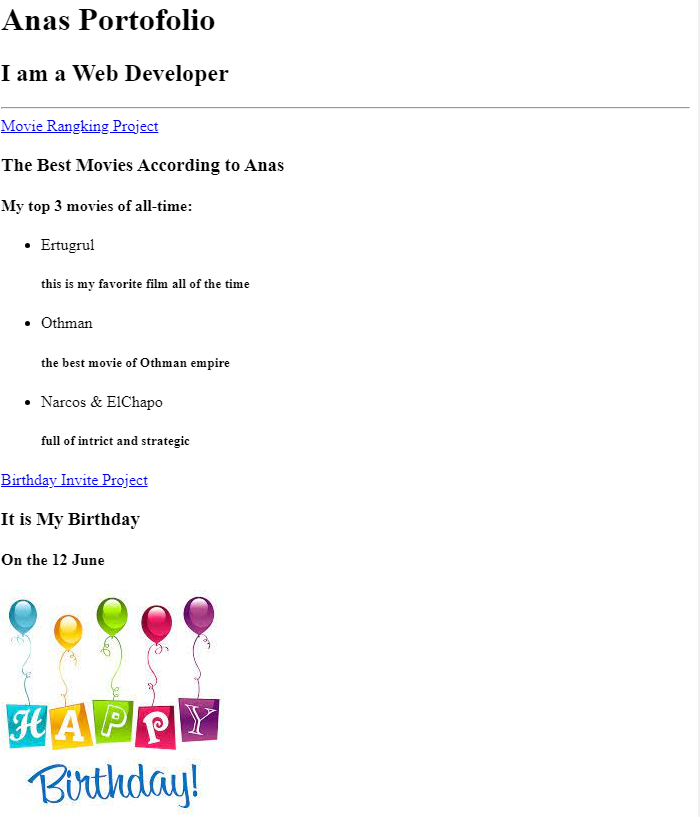 Anas Portofolio
I am a Web Developer
Movie Rangking Project
The Best Movies According to Anas
My top 3 movies of all-time:
Ertugrul
this is my favorite film all of the time
Othman
the best movie of Othman empire
Narcos & ElChapo
full of intrict and strategic
Birthday Invite Project
It is My Birthday
On the 12 June
HAPPY
Birthday!